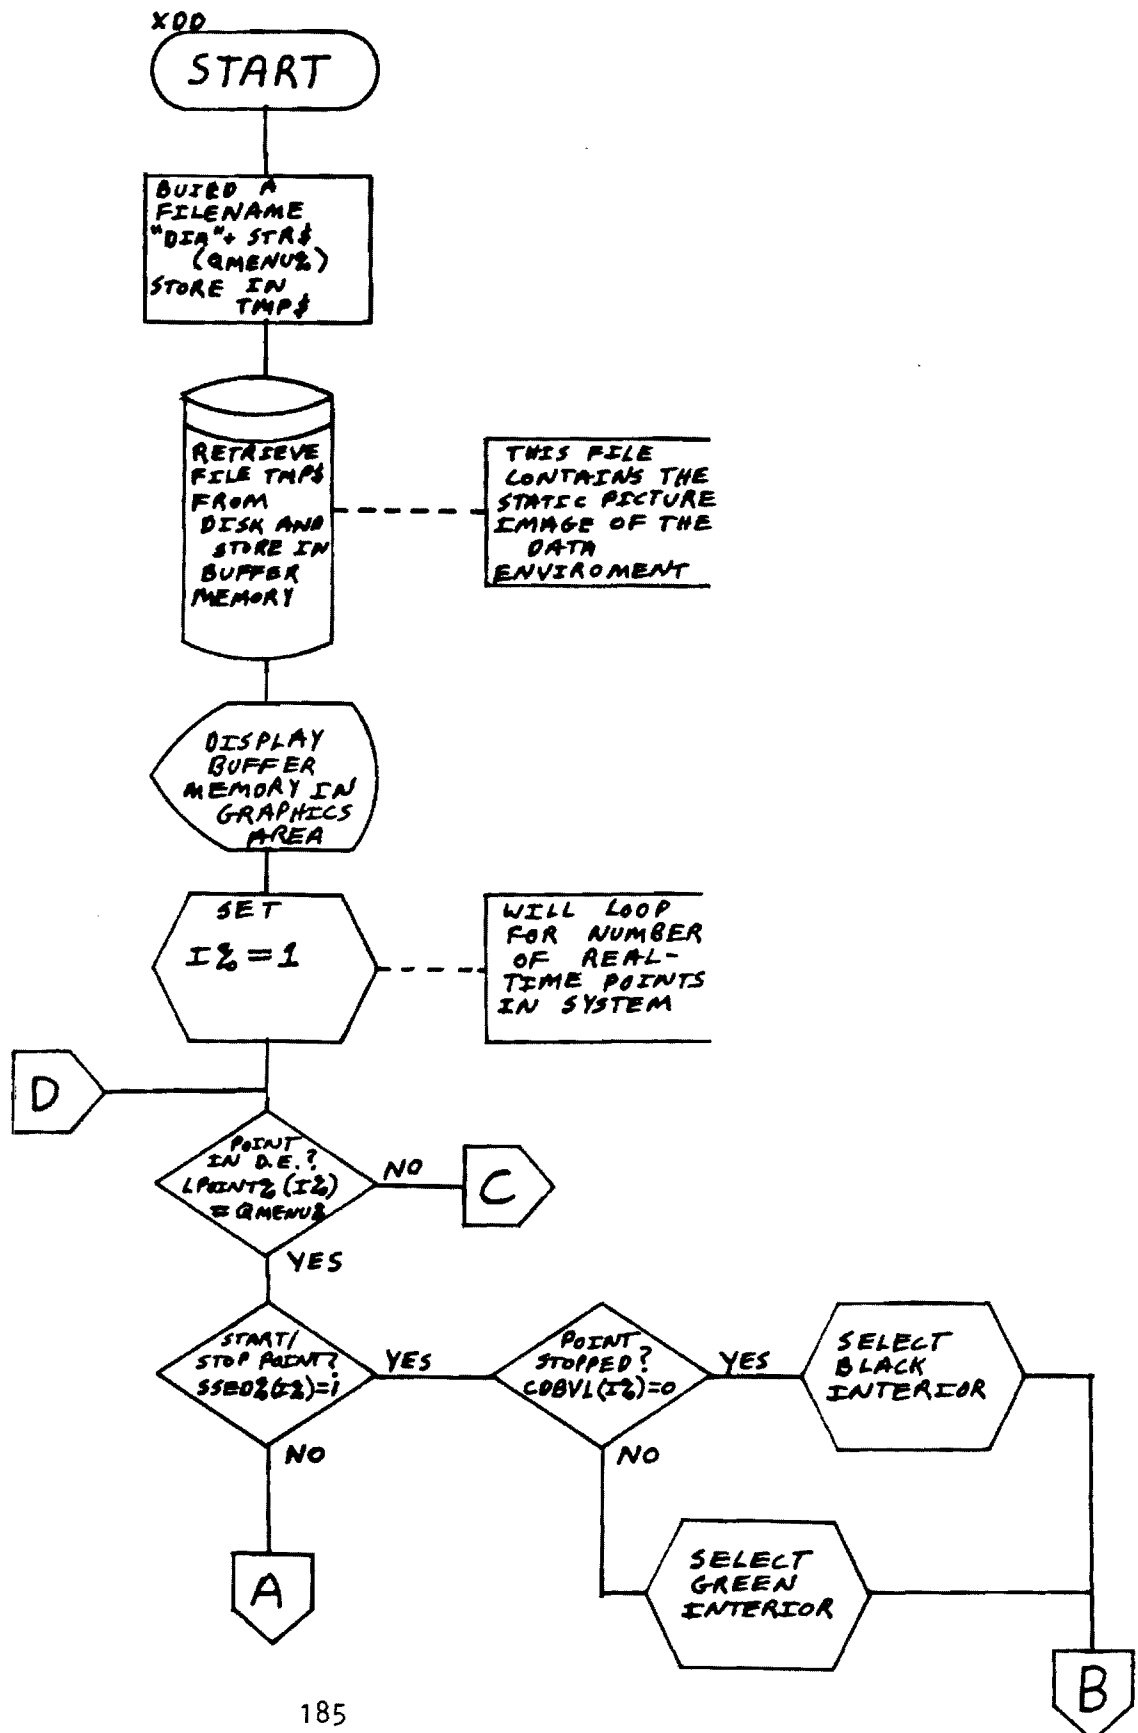 XDD
START
BUILD A
FILENAME
"DIA"+ STR$
(QMENU%)
STORE IN
TMP$
RETRIEVE
FILE TMP$
FROM
DISK AND
STORE IN
BUFFER
MEMORY
THIS FILE
CONTAINS THE
STATIC PICTURE
IMAGE OF THE
DATA
ENVIROMENT
DISPLAY
BUFFER
MEMORY IN
GRAPHICS
AREA
SET
I%=1
WILL LOOP
FOR NUMBER
OF REAL-
TIME POINTS
IN SYSTEM
D
POINT
IN D.E.?
LPOINT%(I%)
=QMENU%
NO
C
YES
START/
STOP POINT?
SSED%(I%)=1
YES
POINT
STOPPED?
CDBVL(I%)=0
YES
SELECT
BLACK
INTERIOR
NO
NO
A
SELECT
GREEN
INTERIOR
B
185